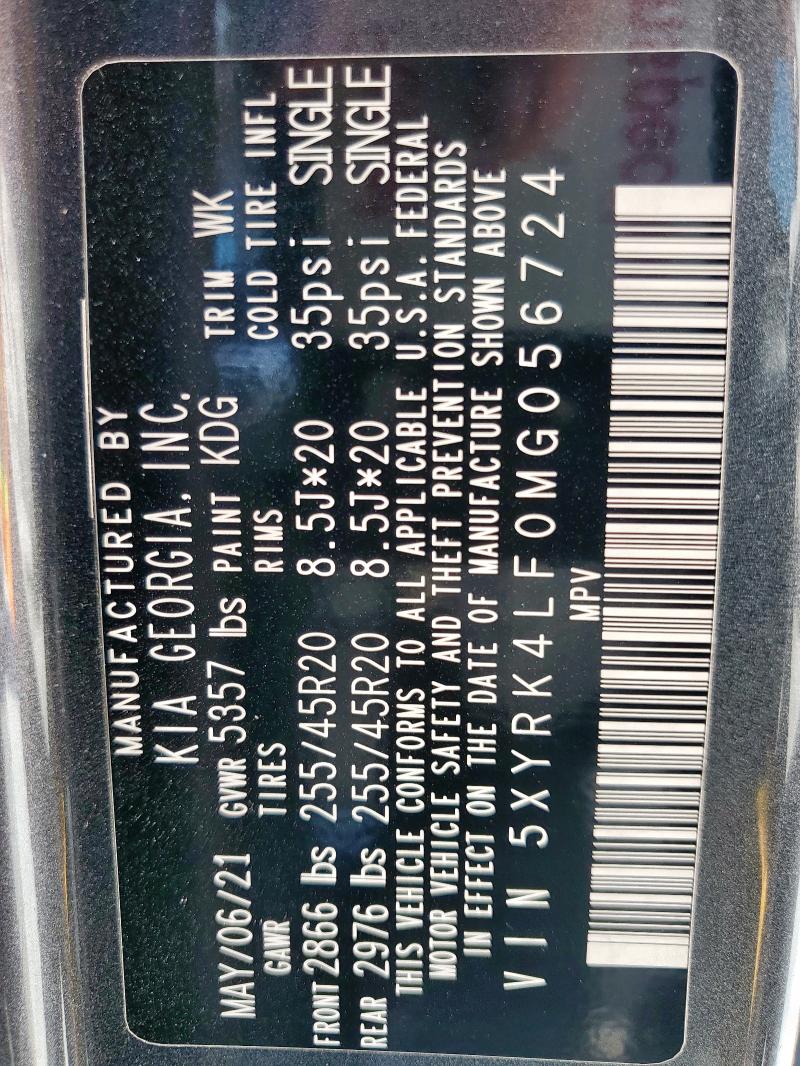 MANUFACTURED BY
KIA GEORGIA, INC.
MAY/06/21 GVWR 5357 lbs PAINT KDG TRIM WK
GAWR TIRES RIMS COLD TIRE INFL
FRONT 2866 lbs 255/45R20 8.5J*20 35psi SINGLE
REAR 2976 lbs 255/45R20 8.5J*20 35psi SINGLE
THIS VEHICLE CONFORMS TO ALL APPLICABLE U.S.A. FEDERAL
MOTOR VEHICLE SAFETY AND THEFT PREVENTION STANDARDS
IN EFFECT ON THE DATE OF MANUFACTURE SHOWN ABOVE
VIN 5XYRK4LF0MG056724
MPV